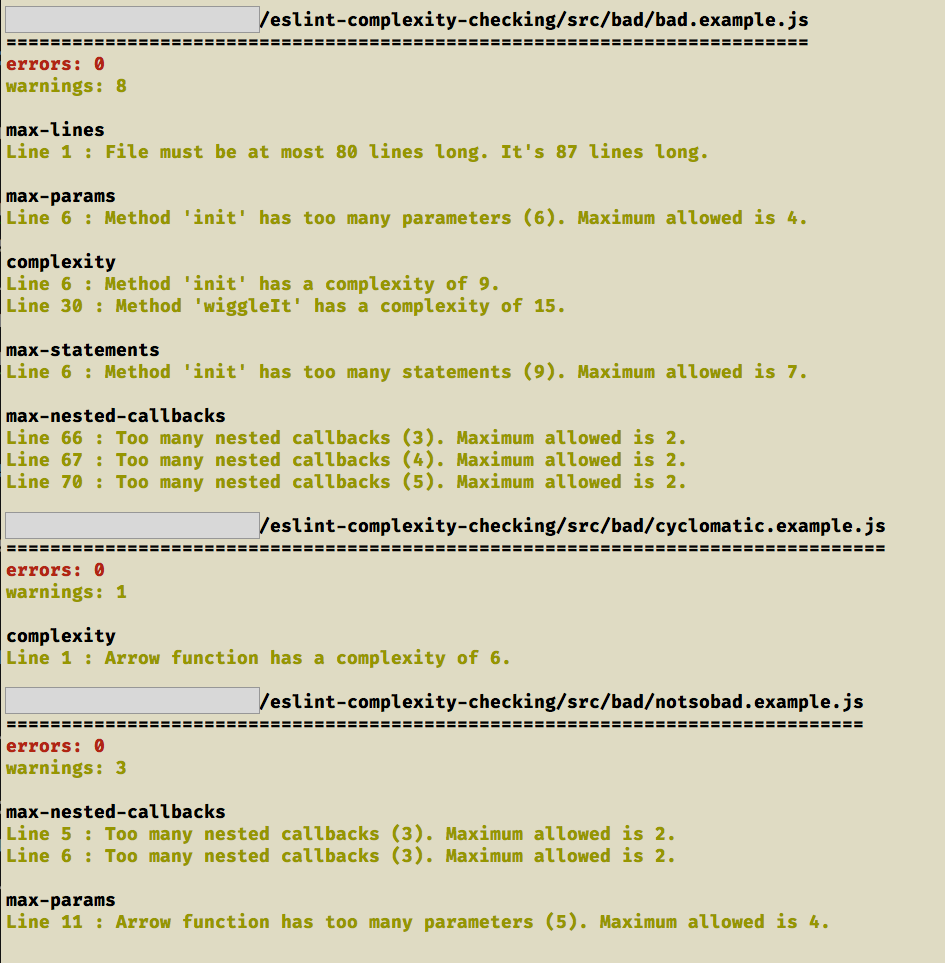 /eslint-complexity-checking/src/bad/bad.example.js
=========================================================================
errors: 0
warnings: 8
max-lines
Line 1 : File must be at most 80 lines long. It's 87 lines long.
max-params
Line 6 : Method 'init' has too many parameters (6). Maximum allowed is 4.
complexity
Line 6 : Method 'init' has a complexity of 9.
Line 30 : Method 'wiggleIt' has a complexity of 15.
max-statements
Line 6 : Method 'init' has too many statements (9). Maximum allowed is 7.
max-nested-callbacks
Line 66 : Too many nested callbacks (3). Maximum allowed is 2.
Line 67 : Too many nested callbacks (4). Maximum allowed is 2.
Line 70 : Too many nested callbacks (5). Maximum allowed is 2.
/eslint-complexity-checking/src/bad/cyclomatic.example.js
================================================================================
errors: 0
warnings: 1
complexity
Line 1 : Arrow function has a complexity of 6.
/eslint-complexity-checking/src/bad/notsobad.example.js
==============================================================================
errors: 0
warnings: 3
max-nested-callbacks
Line 5 : Too many nested callbacks (3). Maximum allowed is 2.
Line 6 : Too many nested callbacks (3). Maximum allowed is 2.
max-params
Line 11 : Arrow function has too many parameters (5). Maximum allowed is 4.